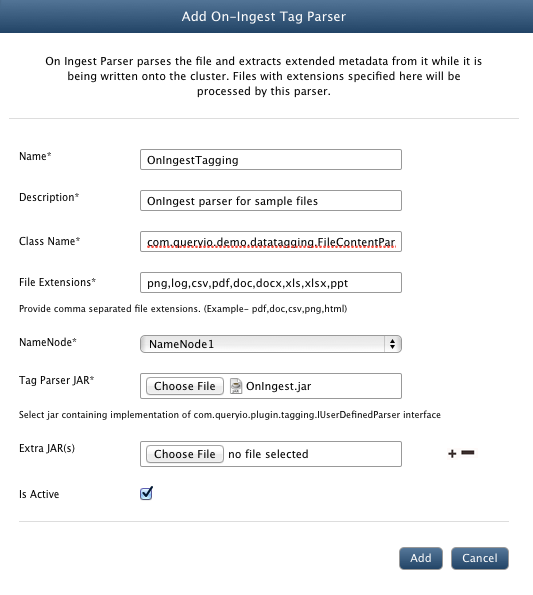 Add On-Ingest Tag Parser
On Ingest Parser parses the file and extracts extended metadata from it while it is
being written onto the cluster. Files with extensions specified here will be
processed by this parser.
Name*
OnIngestTagging
Description*
OnIngest parser for sample files
Class Name*
com.queryio.demo.datatagging.FileContentPar
File Extensions*
png,log,csv,pdf,doc,docx,xls,xlsx,ppt
Provide comma separated file extensions. (Example- pdf,doc,csv,png,html)
NameNode*
NameNode1
Tag Parser JAR*
Choose File OnIngest.jar
Select jar containing implementation of com.queryio.plugin.tagging.IUserDefinedParser interface
Extra JAR(s)
Choose File no file selected
Is Active
Add Cancel